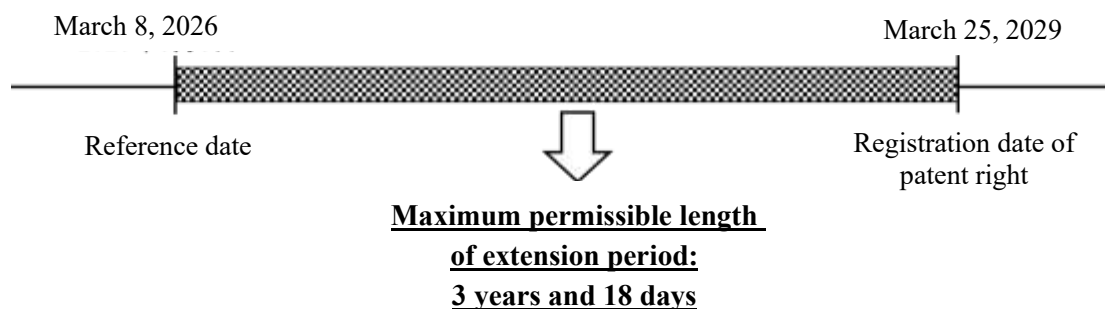 March 8, 2026
March 25, 2029
Reference date
Registration date of
patent right
Maximum permissible length
of extension period:
3 years and 18 days